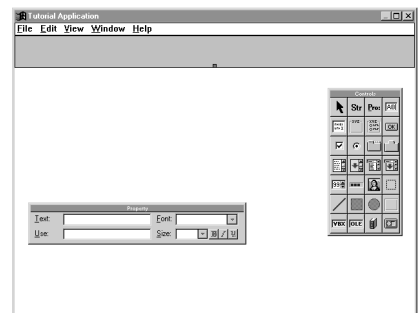 Tutorial Application
File Edit View Window Help
Controls
Str Pro:
OK
Property
Text: Font:
Use: Size: B I U
VBX OLE